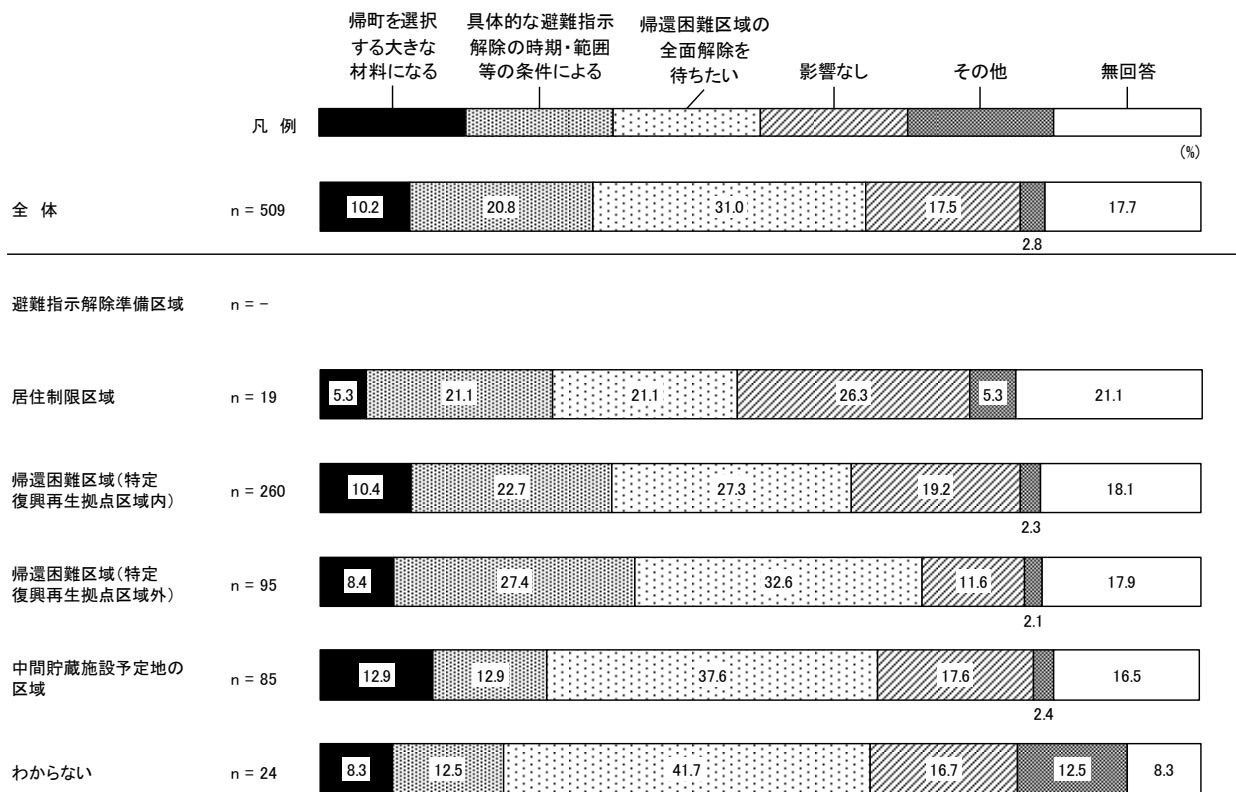 帰町を選択
する大きな
材料になる
具体的な避難指示
解除の時期・範囲
等の条件による
帰還困難区域の
全面解除を
待ちたい
影響なし
その他
無回答
凡 例
(%)
全 体 n = 509 10.2 20.8 31.0 17.5 2.8 17.7
避難指示解除準備区域 n = -
居住制限区域 n = 19 5.3 21.1 21.1 26.3 5.3 21.1
帰還困難区域(特定
復興再生拠点区域内) n = 260 10.4 22.7 27.3 19.2 2.3 18.1
帰還困難区域(特定
復興再生拠点区域外) n = 95 8.4 27.4 32.6 11.6 2.1 17.9
中間貯蔵施設予定地の
区域 n = 85 12.9 12.9 37.6 17.6 2.4 16.5
わからない n = 24 8.3 12.5 41.7 16.7 12.5 8.3